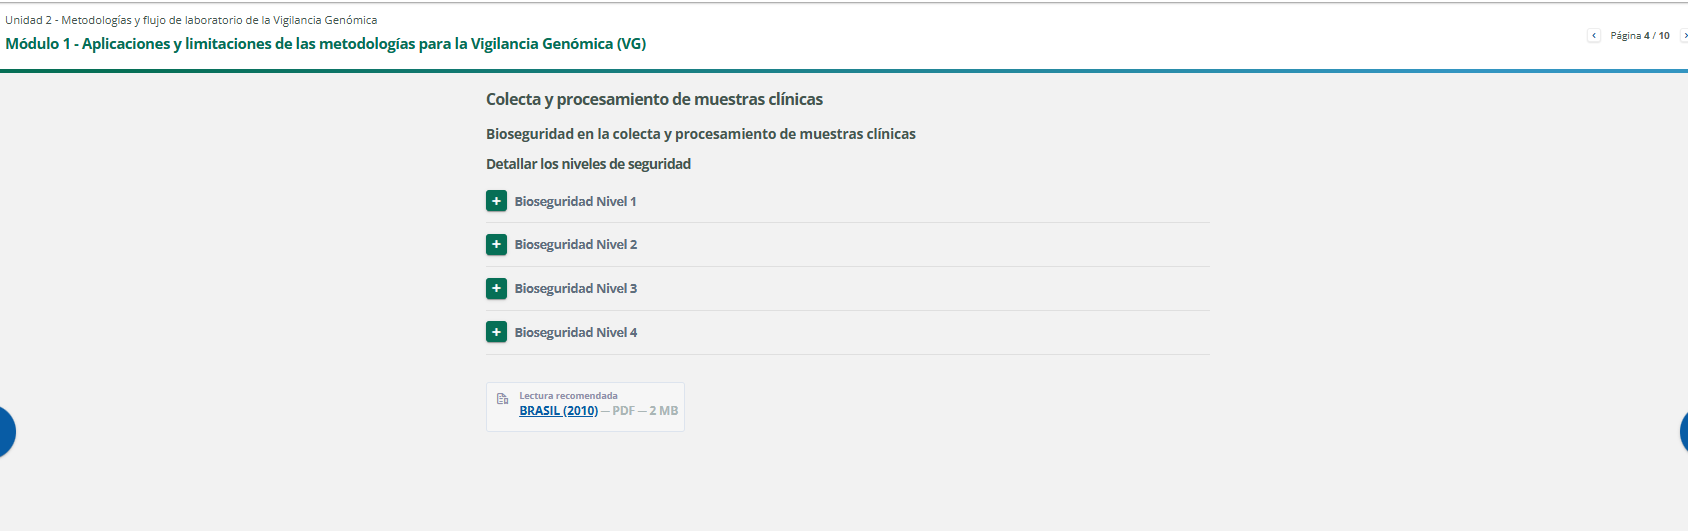 Unidad 2 - Metodologías y flujo de laboratorio de la Vigilancia Genómica
Módulo 1 - Aplicaciones y limitaciones de las metodologías para la Vigilancia Genómica (VG)
Página 4 / 10
Colecta y procesamiento de muestras clínicas
Bioseguridad en la colecta y procesamiento de muestras clínicas
Detallar los niveles de seguridad
+ Bioseguridad Nivel 1
+ Bioseguridad Nivel 2
+ Bioseguridad Nivel 3
+ Bioseguridad Nivel 4
Lectura recomendada
BRASIL (2010) — PDF — 2 MB